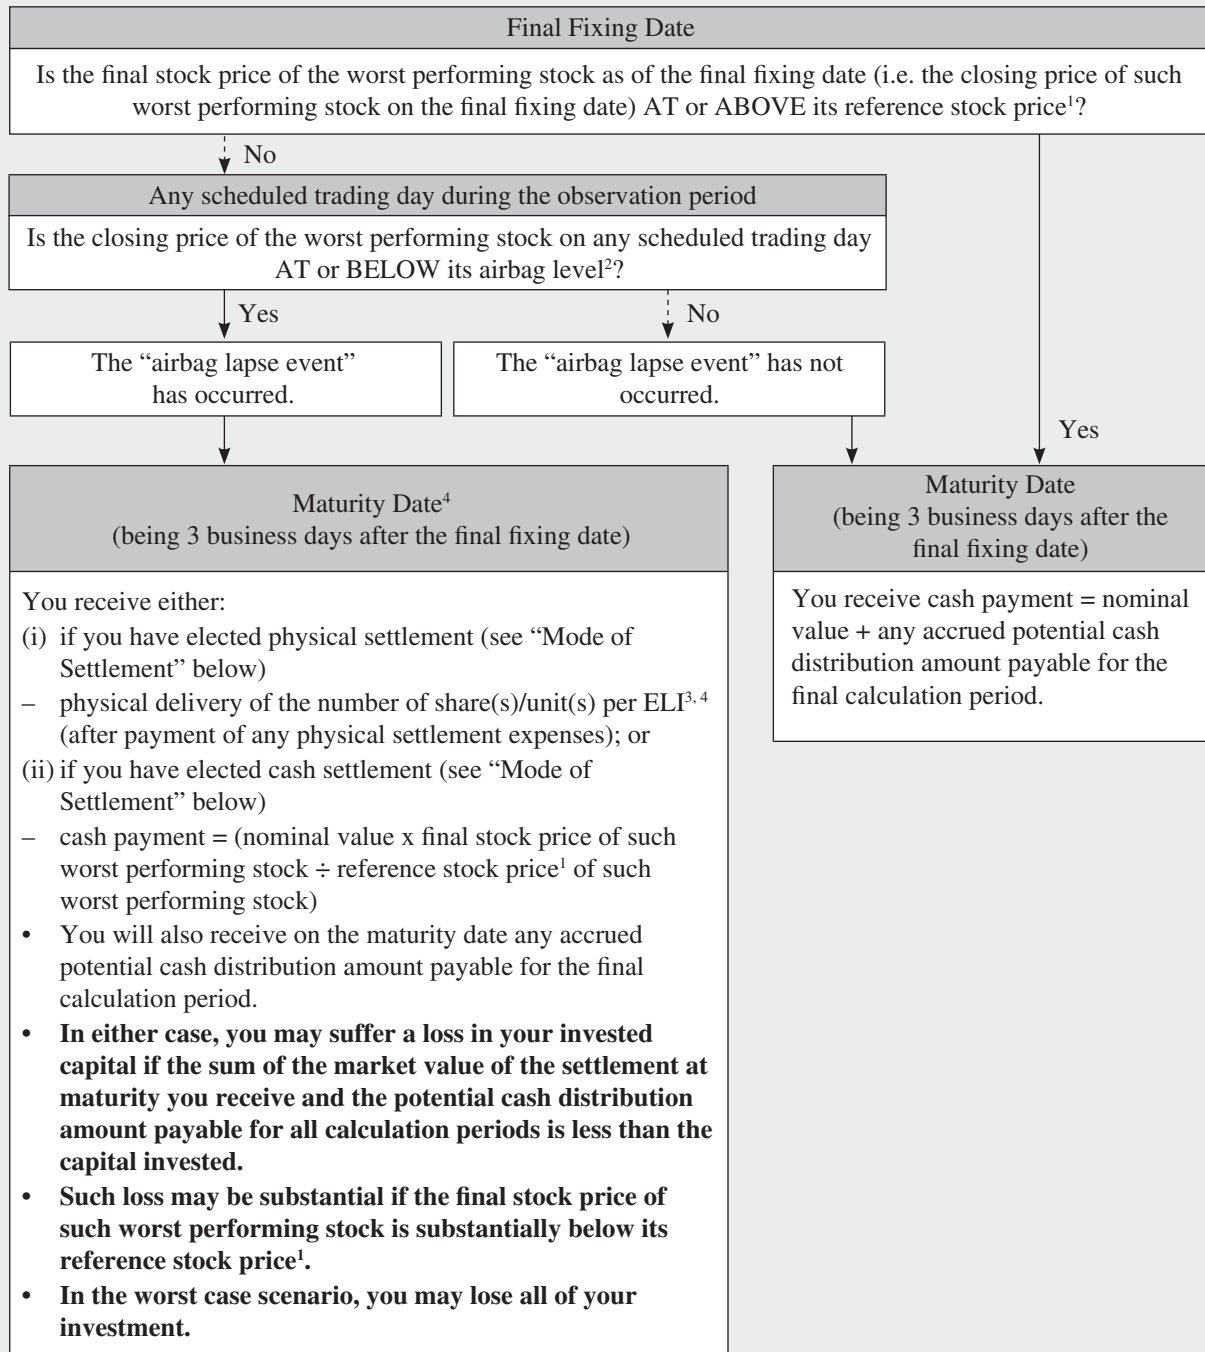 Final Fixing Date
Is the final stock price of the worst performing stock as of the final fixing date (i.e. the closing price of such
worst performing stock on the final fixing date) AT or ABOVE its reference stock price¹?
No
Any scheduled trading day during the observation period
Is the closing price of the worst performing stock on any scheduled trading day
AT or BELOW its airbag level²?
Yes
No
The “airbag lapse event”
has occurred.
The “airbag lapse event” has not
occurred.
Yes
Maturity Date⁴
(being 3 business days after the final fixing date)
You receive either:
(i) if you have elected physical settlement (see “Mode of
Settlement” below)
– physical delivery of the number of share(s)/unit(s) per ELI³˒ ⁴
(after payment of any physical settlement expenses); or
(ii) if you have elected cash settlement (see “Mode of
Settlement” below)
– cash payment = (nominal value x final stock price of such
worst performing stock ÷ reference stock price¹ of such
worst performing stock)
• You will also receive on the maturity date any accrued
potential cash distribution amount payable for the final
calculation period.
• In either case, you may suffer a loss in your invested
capital if the sum of the market value of the settlement at
maturity you receive and the potential cash distribution
amount payable for all calculation periods is less than the
capital invested.
• Such loss may be substantial if the final stock price of
such worst performing stock is substantially below its
reference stock price¹.
• In the worst case scenario, you may lose all of your
investment.
Maturity Date
(being 3 business days after the
final fixing date)
You receive cash payment = nominal
value + any accrued potential cash
distribution amount payable for the
final calculation period.